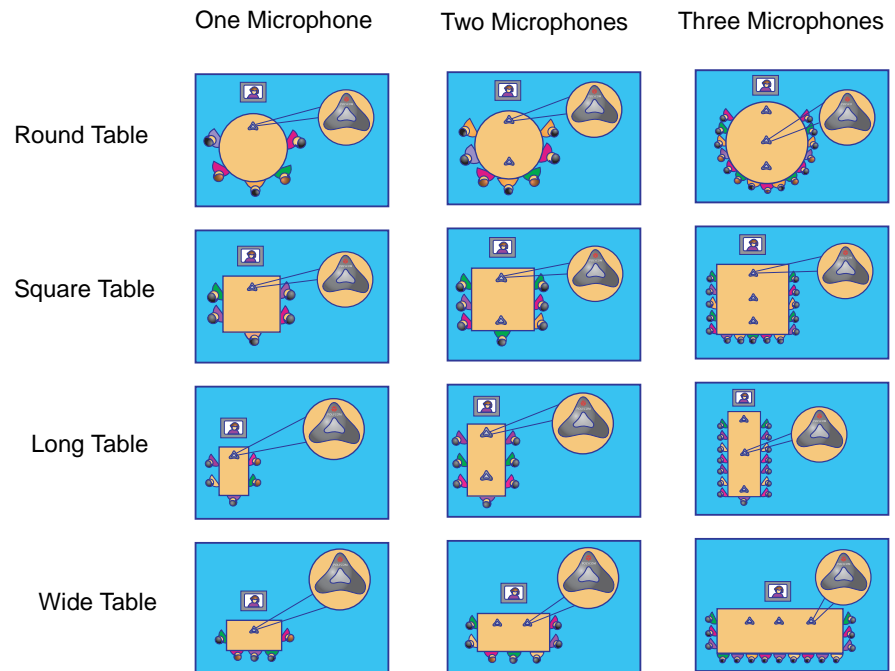 One Microphone Two Microphones Three Microphones
Round Table
Square Table
Long Table
Wide Table